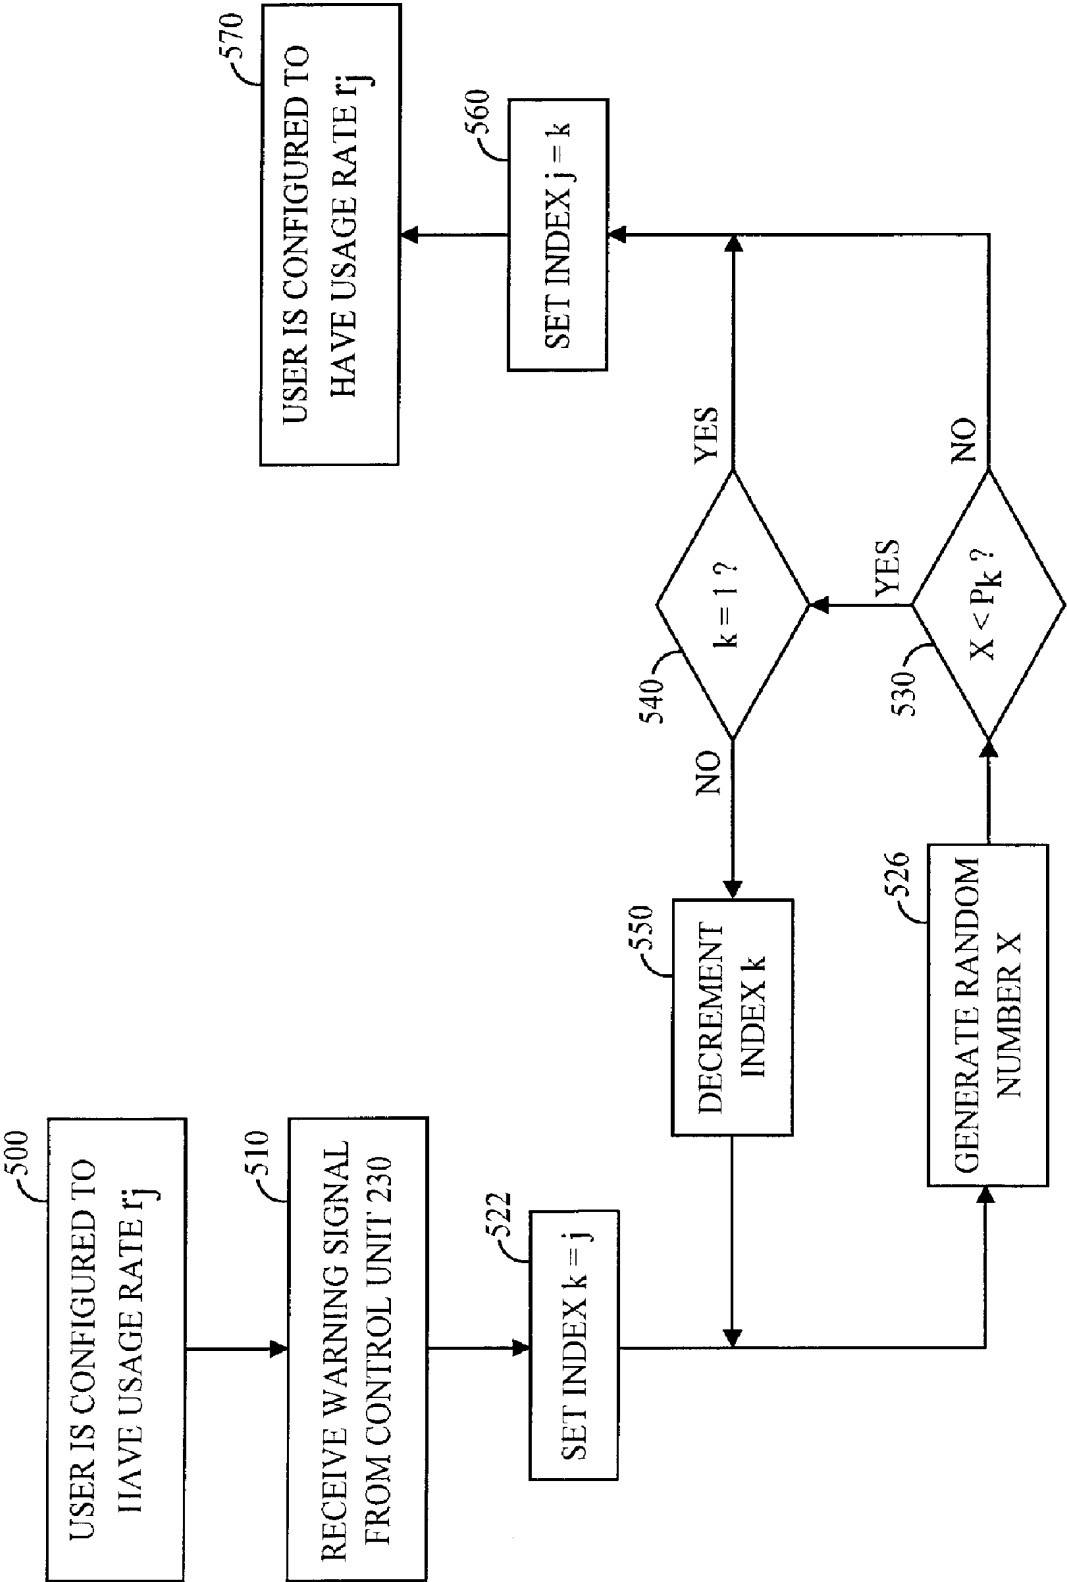 500
USER IS CONFIGURED TO
HAVE USAGE RATE rj
510
RECEIVE WARNING SIGNAL
FROM CONTROL UNIT 230
522
SET INDEX k = j
550
DECREMENT
INDEX k
526
GENERATE RANDOM
NUMBER X
530
X < Pk ?
YES
NO
540
k = 1 ?
NO
YES
560
SET INDEX j = k
570
USER IS CONFIGURED TO
HAVE USAGE RATE rj